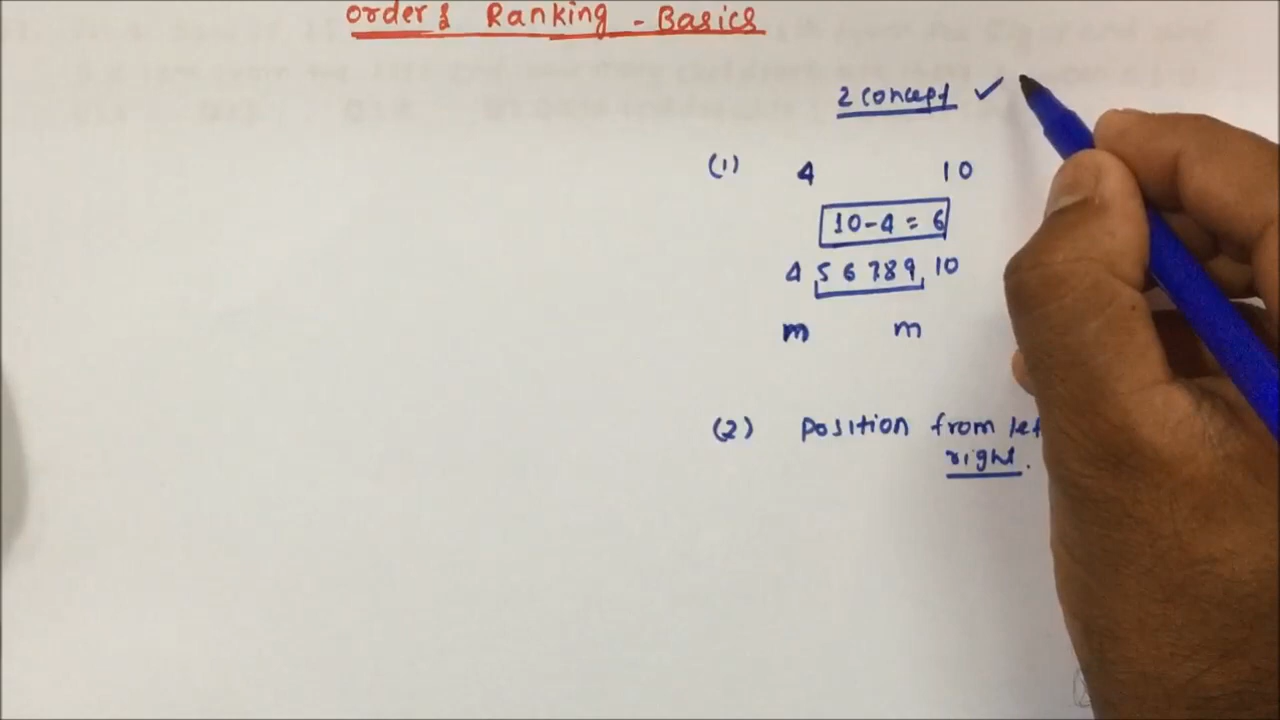 Order & Ranking - Basics
2 concept ✓
(1) 4 10
10-4 = 6
4 5 6 7 8 9 10
m m
(2) Position from
right.